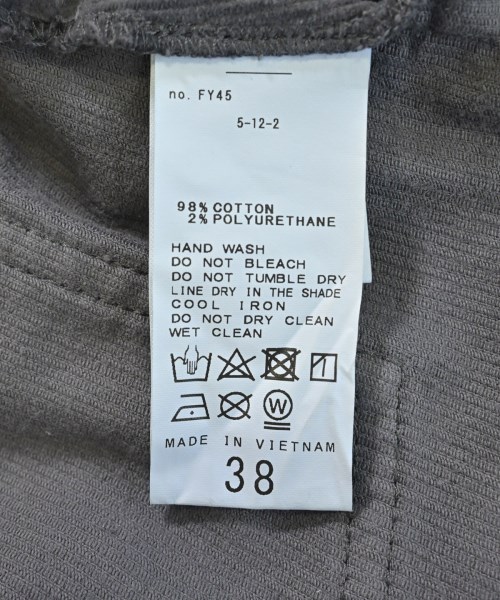 no. FY45
5-12-2
98% COTTON
2% POLYURETHANE
HAND WASH
DO NOT BLEACH
DO NOT TUMBLE DRY
LINE DRY IN THE SHADE
COOL IRON
DO NOT DRY CLEAN
WET CLEAN
W
MADE IN VIETNAM
38